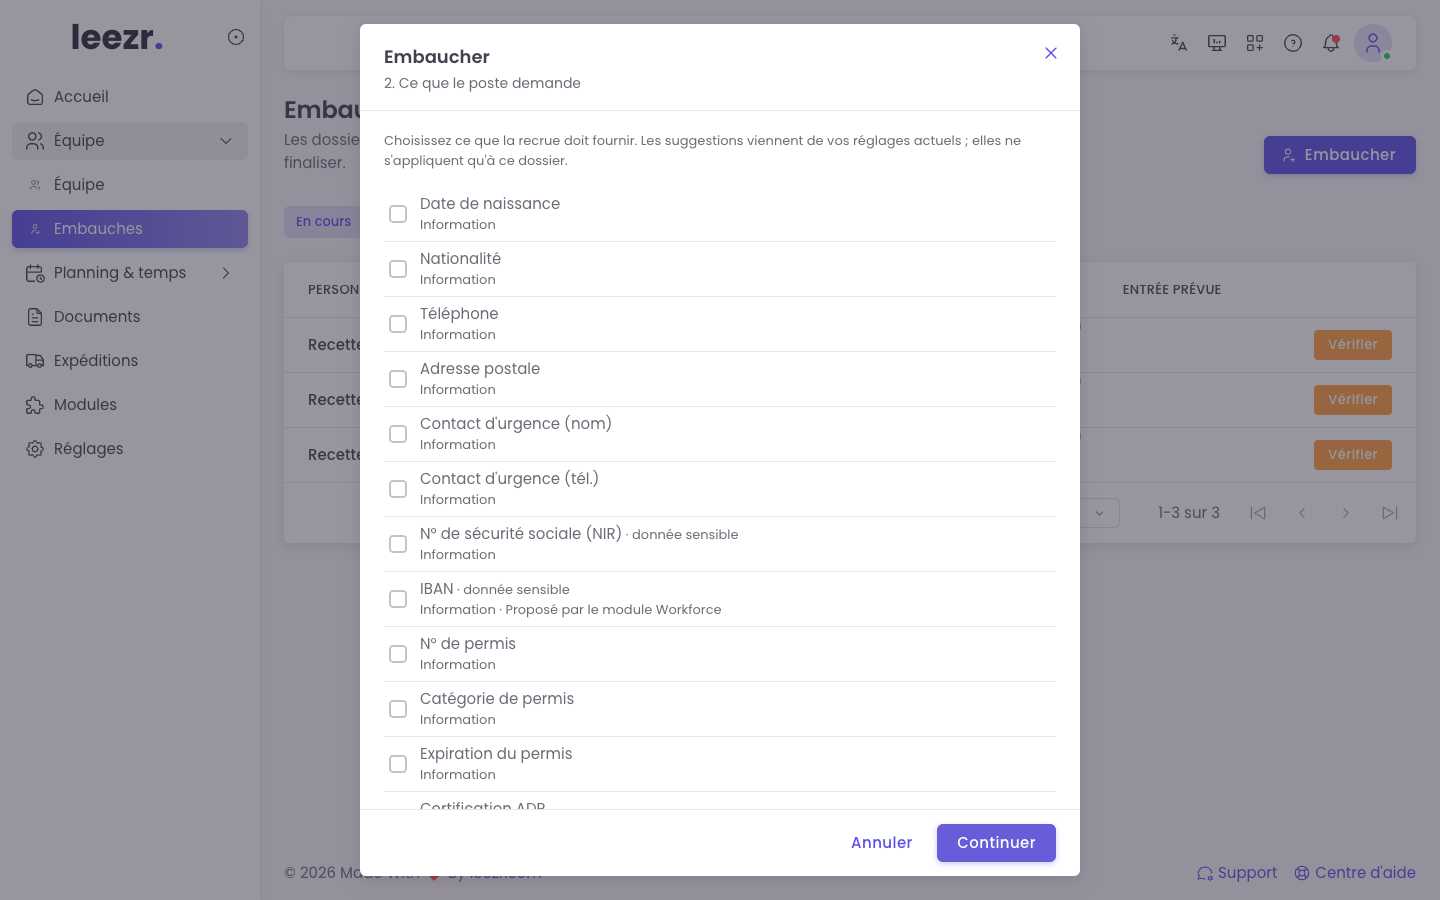 leezr.
Accueil
Équipe
Équipe
Embauches
Planning & temps
Documents
Expéditions
Modules
Réglages
Les dossie
finaliser.
Embaucher
En cours
ENTRÉE PRÉVUE
Recette
Vérifier
Recette
Vérifier
Recette
Vérifier
1-3 sur 3
© 2026
Support
Centre d'aide
Embaucher
2. Ce que le poste demande
Choisissez ce que la recrue doit fournir. Les suggestions viennent de vos réglages actuels ; elles ne
s'appliquent qu'à ce dossier.
Date de naissance
Information
Nationalité
Information
Téléphone
Information
Adresse postale
Information
Contact d'urgence (nom)
Information
Contact d'urgence (tél.)
Information
N° de sécurité sociale (NIR) · donnée sensible
Information
IBAN · donnée sensible
Information · Proposé par le module Workforce
N° de permis
Information
Catégorie de permis
Information
Expiration du permis
Information
Certification ADR
Annuler
Continuer